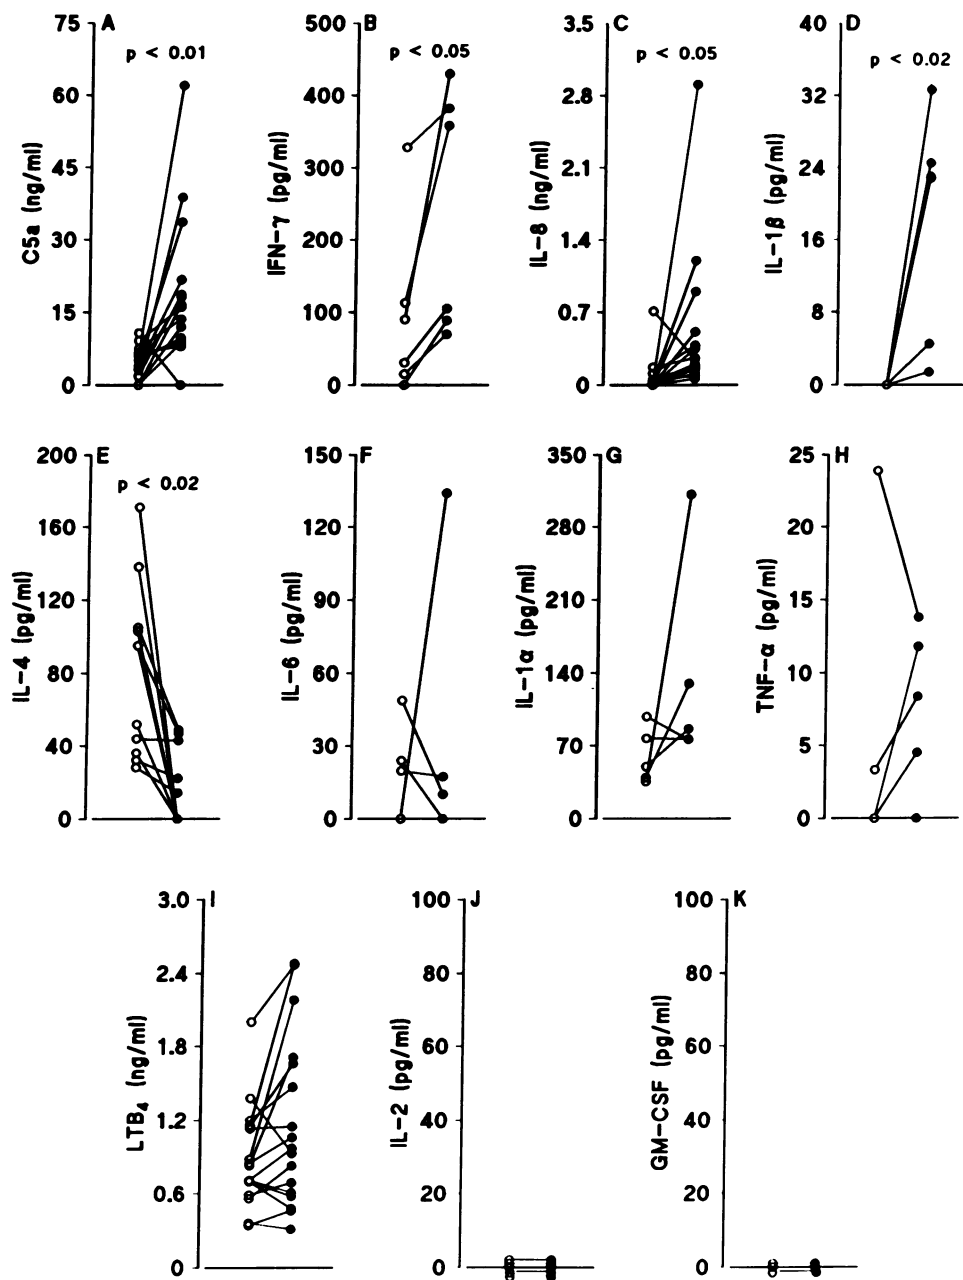 75 A
p < 0.01
60
45
30
15
0
C5a (ng/ml)
500 B
p < 0.05
400
300
200
100
0
IFN-γ (pg/ml)
3.5 C
p < 0.05
2.8
2.1
1.4
0.7
0
IL-8 (ng/ml)
40 D
p < 0.02
32
24
16
8
0
IL-1β (pg/ml)
200 E
p < 0.02
160
120
80
40
0
IL-4 (pg/ml)
150 F
120
90
60
30
0
IL-6 (pg/ml)
350 G
280
210
140
70
0
IL-1α (pg/ml)
25 H
20
15
10
5
0
TNF-α (pg/ml)
3.0 I
2.4
1.8
1.2
0.6
0
LTB₄ (ng/ml)
100 J
80
60
40
20
0
IL-2 (pg/ml)
100 K
80
60
40
20
0
GM-CSF (pg/ml)